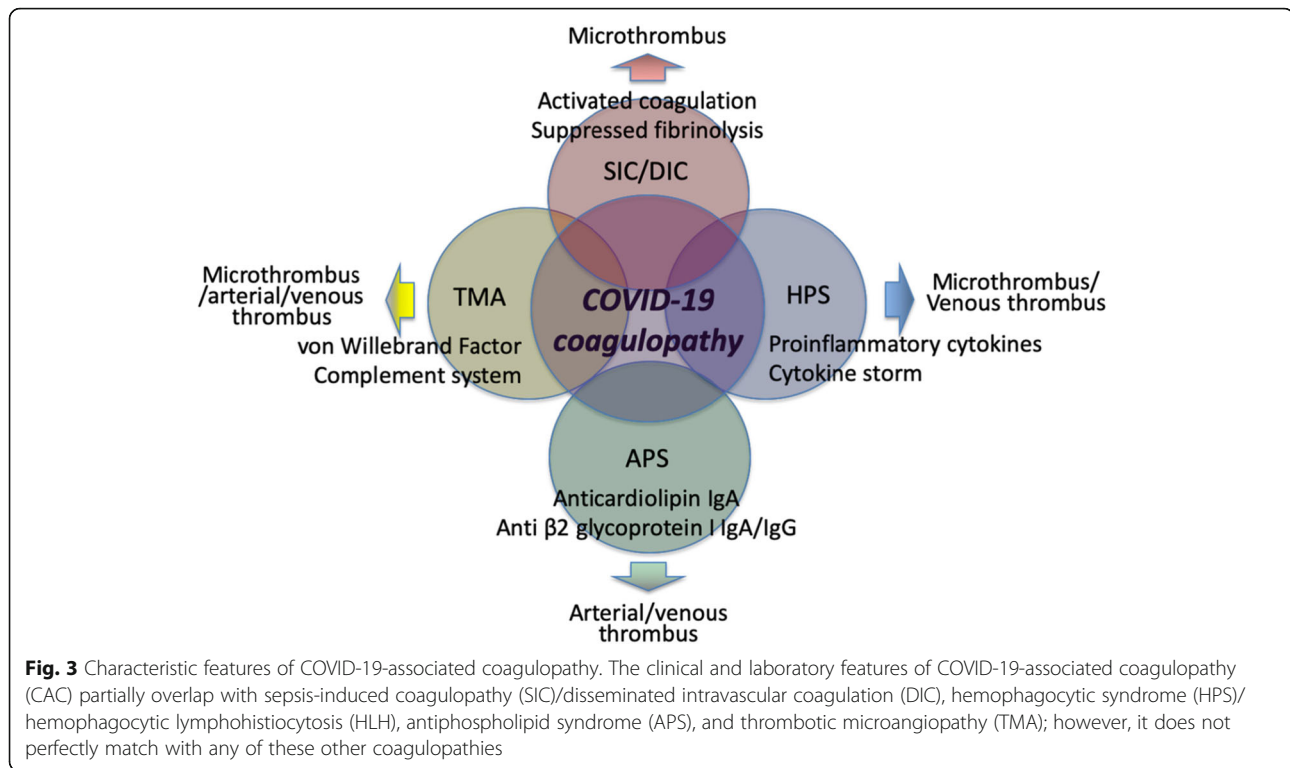 Microthrombus
Activated coagulation
Suppressed fibrinolysis
SIC/DIC
Microthrombus
/arterial/venous
thrombus
TMA
von Willebrand Factor
Complement system
COVID-19
coagulopathy
HPS
Proinflammatory cytokines
Cytokine storm
Microthrombus/
Venous thrombus
APS
Anticardiolipin IgA
Anti β2 glycoprotein I IgA/IgG
Arterial/venous
thrombus
Fig. 3 Characteristic features of COVID-19-associated coagulopathy. The clinical and laboratory features of COVID-19-associated coagulopathy
(CAC) partially overlap with sepsis-induced coagulopathy (SIC)/disseminated intravascular coagulation (DIC), hemophagocytic syndrome (HPS)/
hemophagocytic lymphohistiocytosis (HLH), antiphospholipid syndrome (APS), and thrombotic microangiopathy (TMA); however, it does not
perfectly match with any of these other coagulopathies